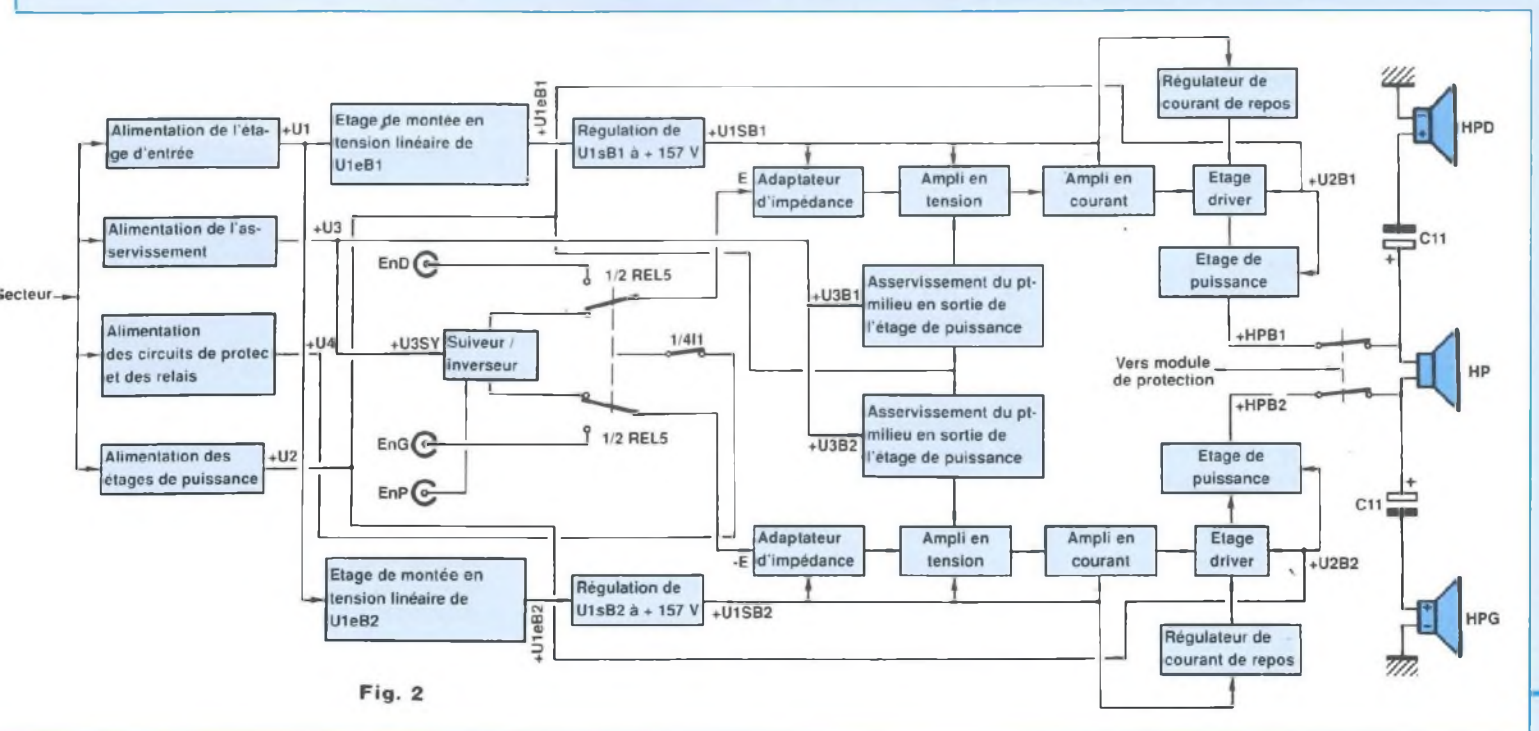 Secteur
Alimentation de l'éta-
ge d'entrée
+U1
Alimentation de l'as-
servissement
+U3
Alimentation
des circuits de protec
et des relais
+U4
Alimentation des
étages de puissance
+U2
Etage de montée en
tension linéaire de
U1eB1
+U1eB1
Régulation de
U1sB1 à + 157 V
+U1SB1
EnD
1/2 REL5
+U3SY
Suiveur /
inverseur
1/4I1
EnG
1/2 REL5
EnP
Etage de montée en
tension linéaire de
U1eB2
+U1eB2
Régulation de
U1sB2 à + 157 V
+U1SB2
E
Adaptateur
d'impédance
Ampli en
tension
Ampli en
courant
Etage
driver
Régulateur de
courant de repos
+U2B1
Etage de
puissance
+U3B1
Asservissement du pt-
milieu en sortie de
l'étage de puissance
+U3B2
Asservissement du pt-
milieu en sortie de
l'étage de puissance
+HPB1
Vers module
de protection
+HPB2
Etage de
puissance
-E
Adaptateur
d'impédance
Ampli en
tension
Ampli en
courant
Etage
driver
+U2B2
Régulateur de
courant de repos
HPD
C11
+
HP
+
C11
HPG
Fig. 2